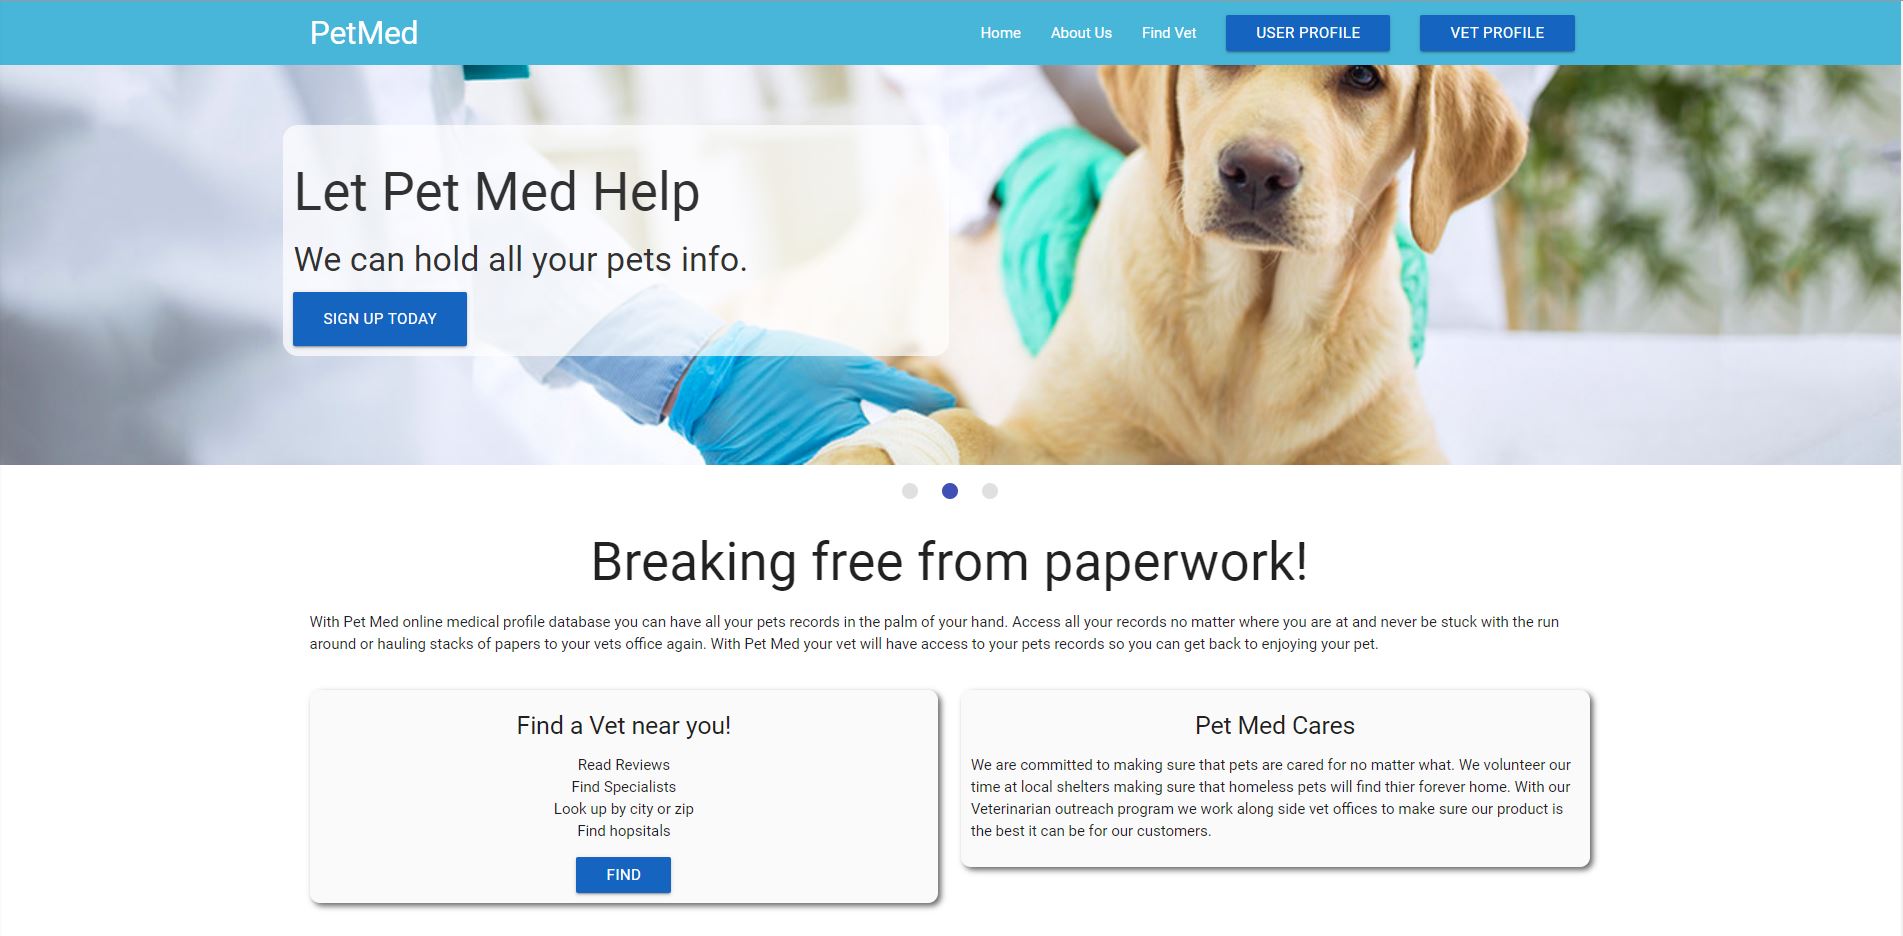 PetMed
Home About Us Find Vet USER PROFILE VET PROFILE
Let Pet Med Help
We can hold all your pets info.
SIGN UP TODAY
Breaking free from paperwork!
With Pet Med online medical profile database you can have all your pets records in the palm of your hand. Access all your records no matter where you are at and never be stuck with the run
around or hauling stacks of papers to your vets office again. With Pet Med your vet will have access to your pets records so you can get back to enjoying your pet.
Find a Vet near you!
Read Reviews
Find Specialists
Look up by city or zip
Find hopsitals
FIND
Pet Med Cares
We are committed to making sure that pets are cared for no matter what. We volunteer our
time at local shelters making sure that homeless pets will find thier forever home. With our
Veterinarian outreach program we work along side vet offices to make sure our product is
the best it can be for our customers.